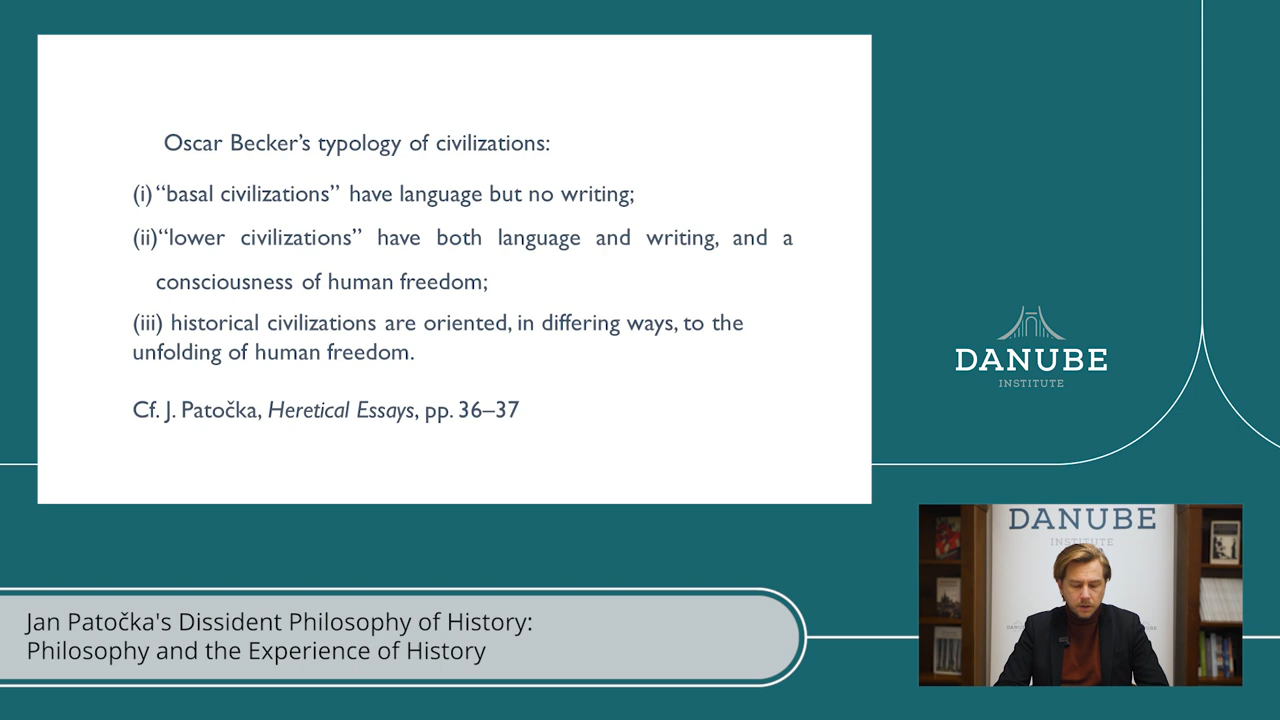 Oscar Becker’s typology of civilizations:
(i) “basal civilizations” have language but no writing;
(ii)“lower civilizations” have both language and writing, and a
consciousness of human freedom;
(iii) historical civilizations are oriented, in differing ways, to the
unfolding of human freedom.
Cf. J. Patočka, Heretical Essays, pp. 36–37
DANUBE
INSTITUTE
DANUBE
INSTITUTE
Jan Patočka's Dissident Philosophy of History:
Philosophy and the Experience of History